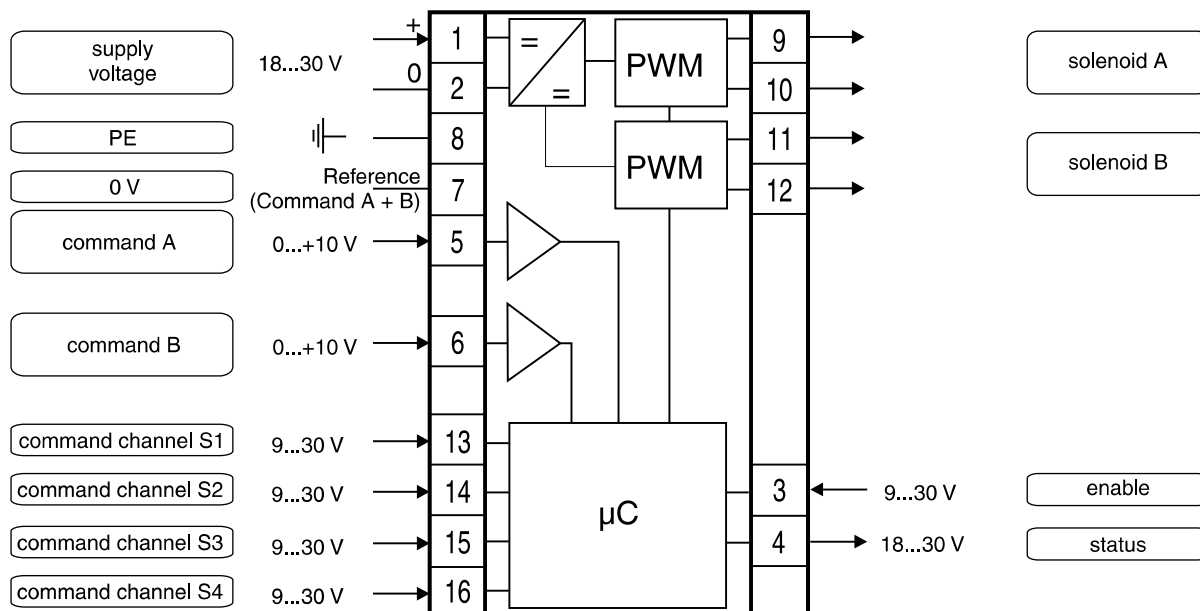 supply
voltage
18...30 V
+
0
1
2
=
=
PWM
9
10
solenoid A
PE
8
PWM
11
12
solenoid B
0 V
Reference
(Command A + B)
7
command A
0...+10 V
5
command B
0...+10 V
6
command channel S1
9...30 V
13
command channel S2
9...30 V
14
command channel S3
9...30 V
15
command channel S4
9...30 V
16
µC
3
9...30 V
enable
4
18...30 V
status